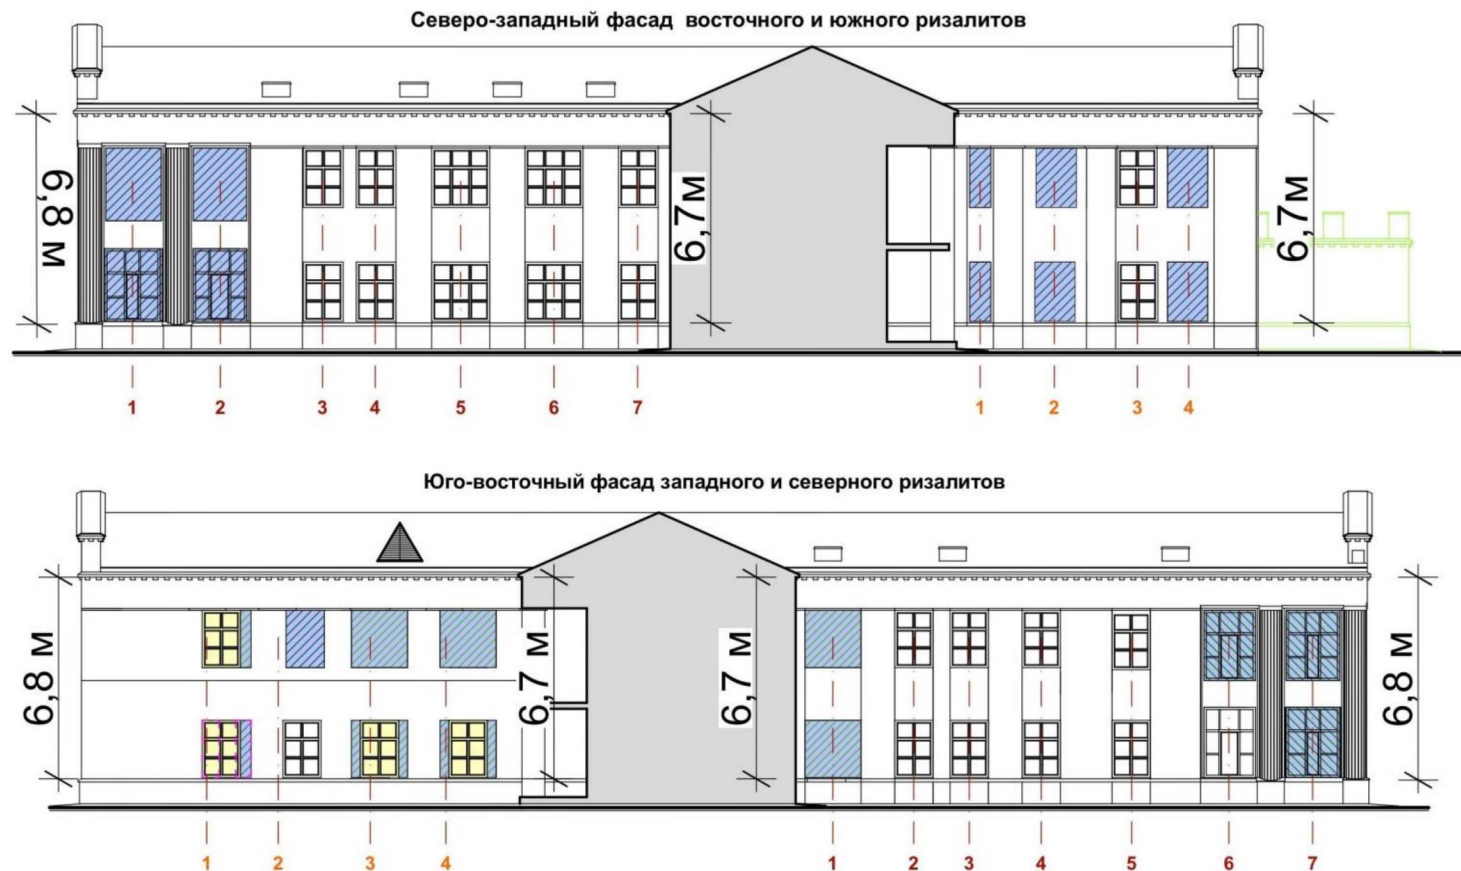 Северо-западный фасад восточного и южного ризалитов
6,8 м
6,7м
6,7м
1 2 3 4 5 6 7 1 2 3 4
Юго-восточный фасад западного и северного ризалитов
6,8 м
6,7 м
6,7 м
6,8 м
1 2 3 4 1 2 3 4 5 6 7